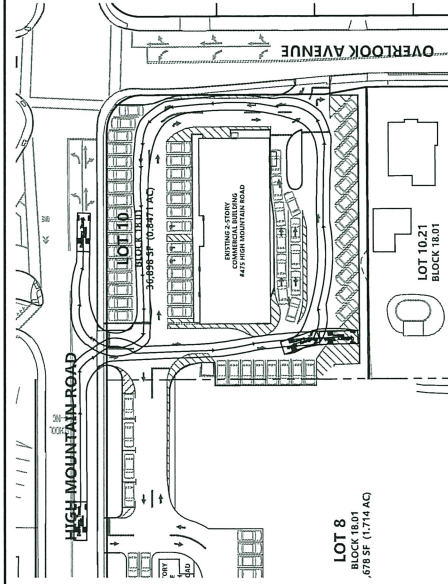 OVERLOOK AVENUE
HIGH MOUNTAIN ROAD
LOT 10
BLOCK 18.01
36,898 SF (0.8471 AC)
EXISTING 2-STORY
COMMERCIAL BUILDING
#475 HIGH MOUNTAIN ROAD
LOT 10.21
BLOCK 18.01
LOT 8
BLOCK 18.01
,678 SF (1.714 AC)
TORY